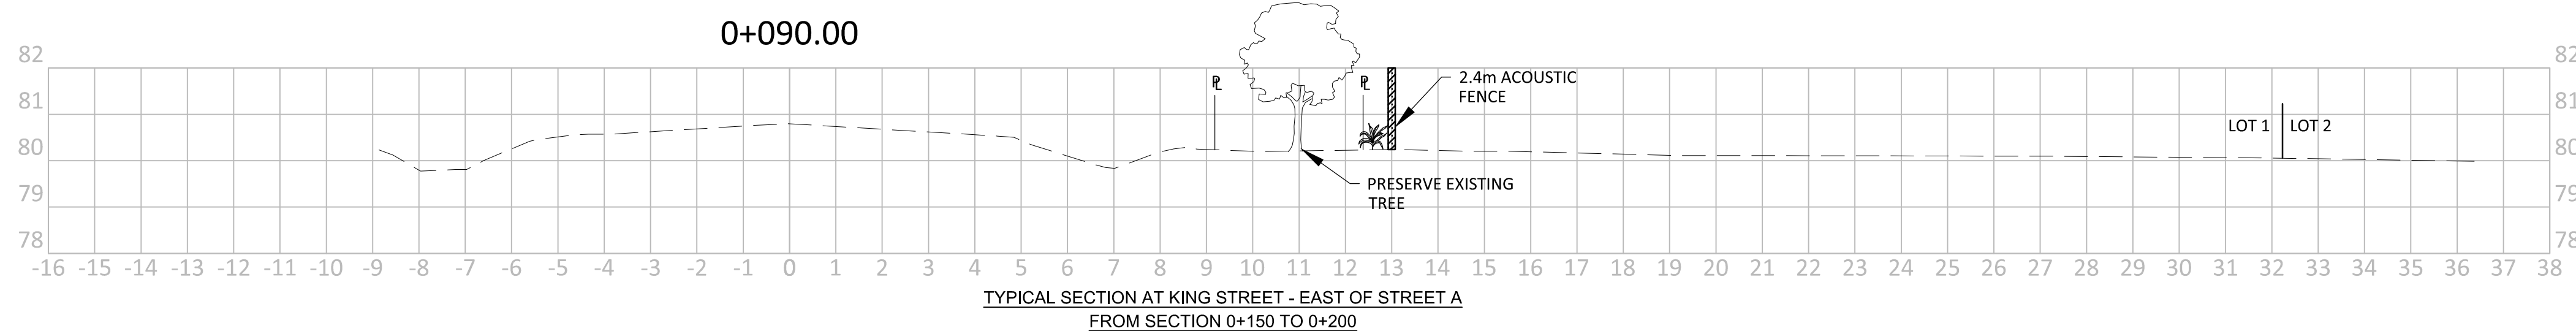 0+090.00
82 82
81 81
80 80
79 79
78 78
℄ ℄
2.4m ACOUSTIC
FENCE
LOT 1 LOT 2
PRESERVE EXISTING
TREE
-16 -15 -14 -13 -12 -11 -10 -9 -8 -7 -6 -5 -4 -3 -2 -1 0 1 2 3 4 5 6 7 8 9 10 11 12 13 14 15 16 17 18 19 20 21 22 23 24 25 26 27 28 29 30 31 32 33 34 35 36 37 38
TYPICAL SECTION AT KING STREET - EAST OF STREET A
FROM SECTION 0+150 TO 0+200